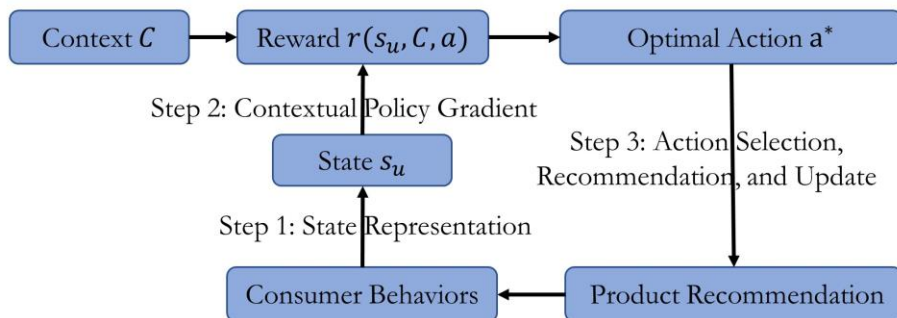 Context C
Reward r(s_u, C, a)
Optimal Action a*
Step 2: Contextual Policy Gradient
Step 3: Action Selection,
Recommendation, and Update
State s_u
Step 1: State Representation
Consumer Behaviors
Product Recommendation